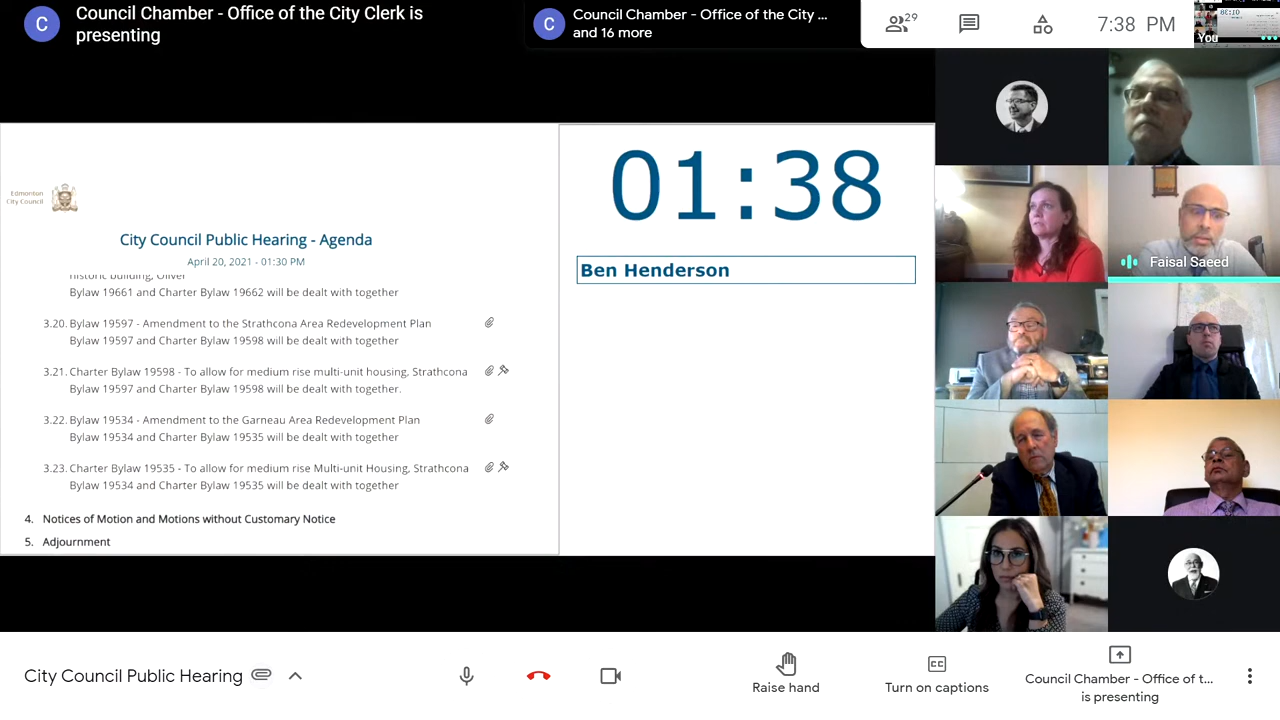 C
Council Chamber - Office of the City Clerk is
presenting
C
Council Chamber - Office of the City ...
and 16 more
29
7:38 PM
You
Edmonton
City Council
City Council Public Hearing - Agenda
April 20, 2021 - 01:30 PM
historic building, Oliver
Bylaw 19661 and Charter Bylaw 19662 will be dealt with together
3.20. Bylaw 19597 - Amendment to the Strathcona Area Redevelopment Plan
Bylaw 19597 and Charter Bylaw 19598 will be dealt with together
3.21. Charter Bylaw 19598 - To allow for medium rise multi-unit housing, Strathcona
Bylaw 19597 and Charter Bylaw 19598 will be dealt with together.
3.22. Bylaw 19534 - Amendment to the Garneau Area Redevelopment Plan
Bylaw 19534 and Charter Bylaw 19535 will be dealt with together
3.23. Charter Bylaw 19535 - To allow for medium rise Multi-unit Housing, Strathcona
Bylaw 19534 and Charter Bylaw 19535 will be dealt with together
4. Notices of Motion and Motions without Customary Notice
5. Adjournment
01:38
Ben Henderson
Faisal Saeed
City Council Public Hearing
Raise hand
CC
Turn on captions
Council Chamber - Office of t...
is presenting